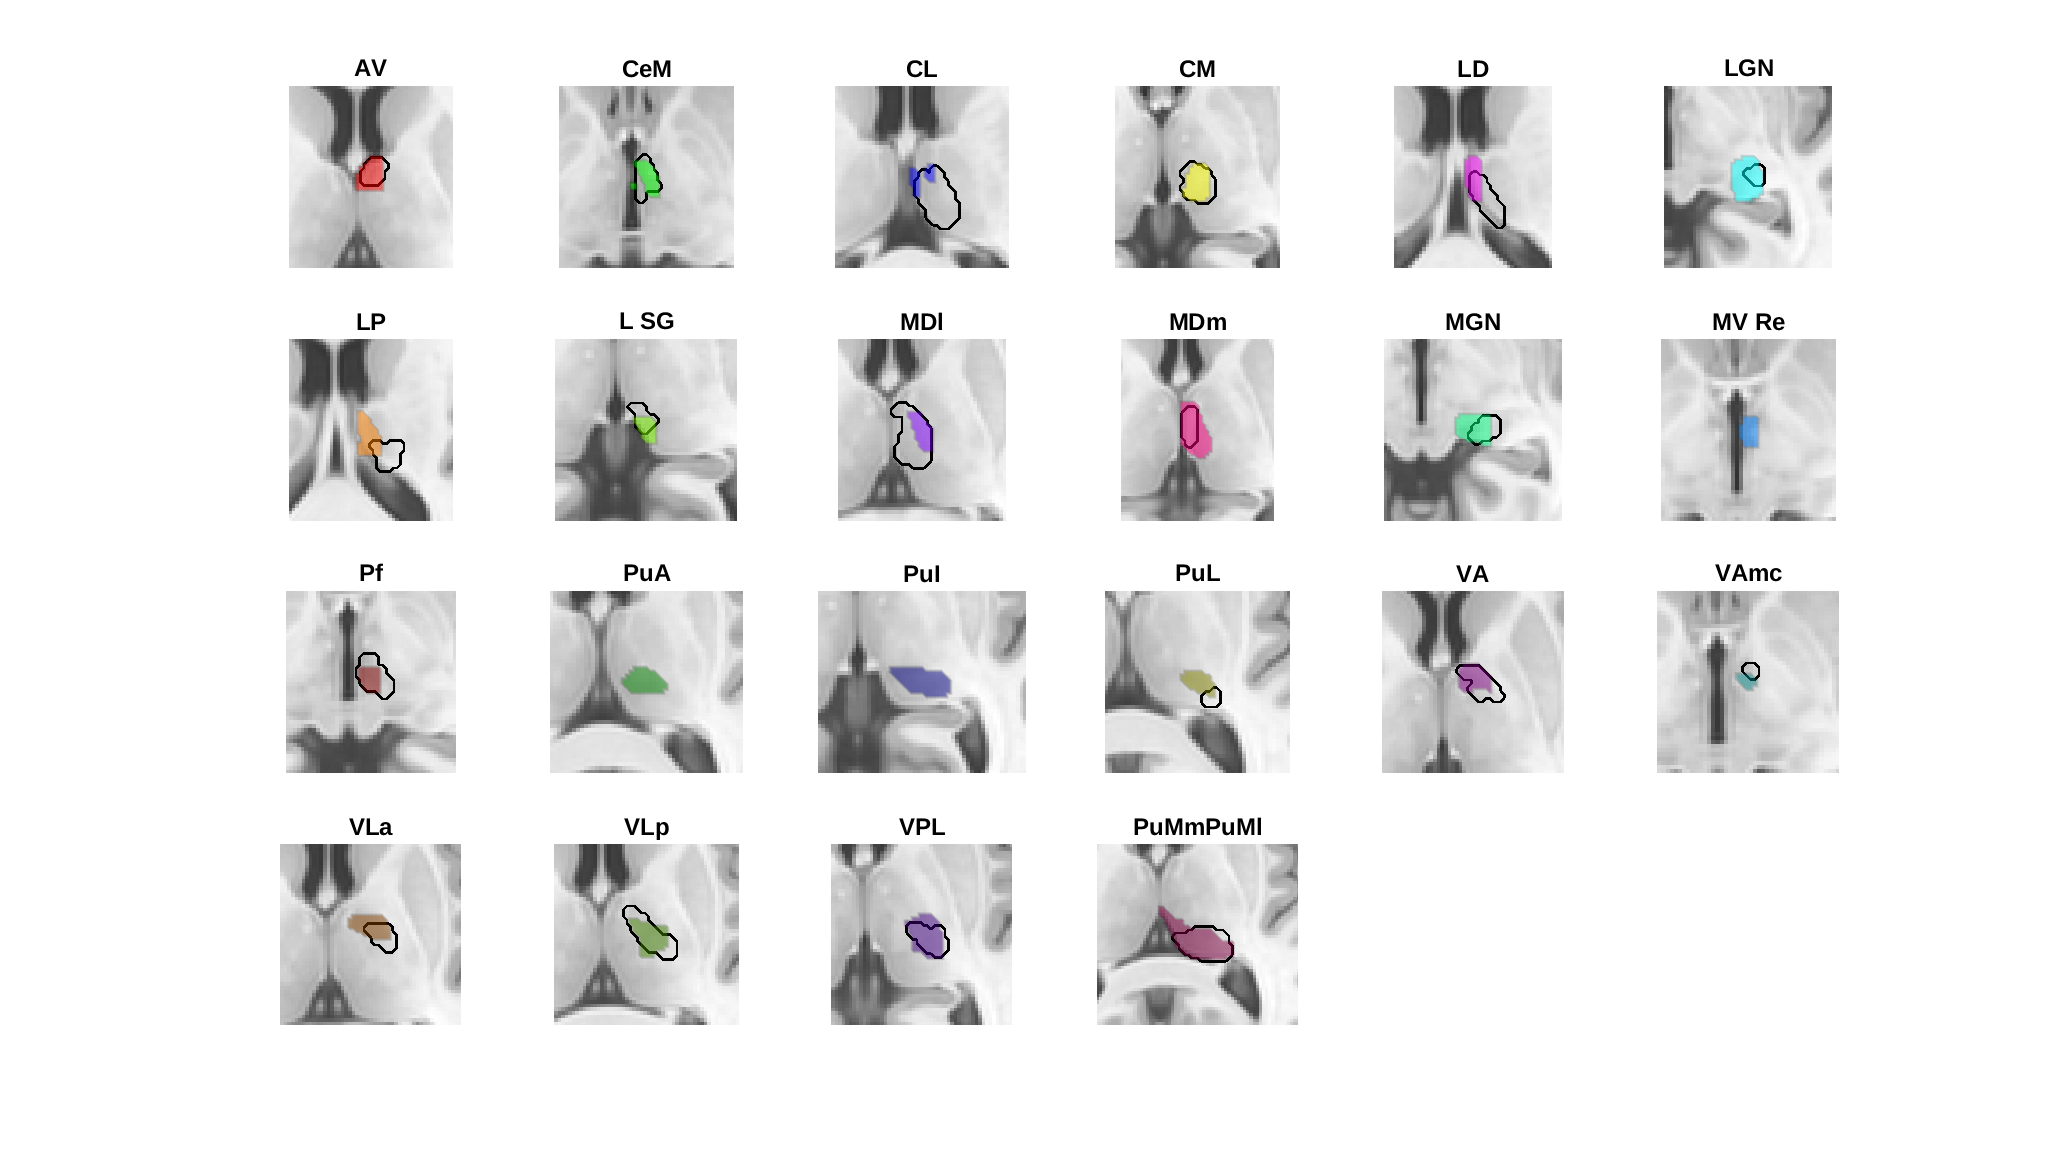 AV CeM CL CM LD LGN
LP L SG MDl MDm MGN MV Re
Pf PuA PuI PuL VA VAmc
VLa VLp VPL PuMmPuMl